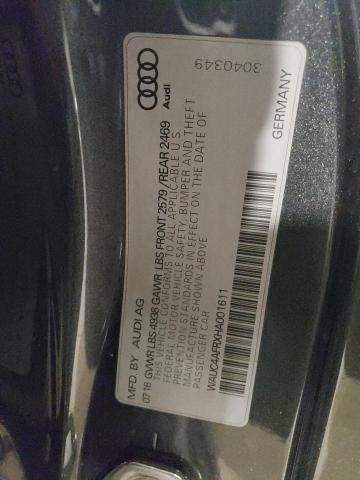 MFD. BY AUDI AG
07 16 GVWR LBS 4938 GAWR LBS FRONT 2579 / REAR 2469
THIS VEHICLE CONFORMS TO ALL APPLICABLE U S
FEDERAL MOTOR VEHICLE SAFETY, BUMPER AND THEFT
PREVENTION STANDARDS IN EFFECT ON THE DATE OF
MANUFACTURE SHOWN ABOVE
PASSENGER CAR
WAUC4AFRXHA001611
Audi
3040349
GERMANY